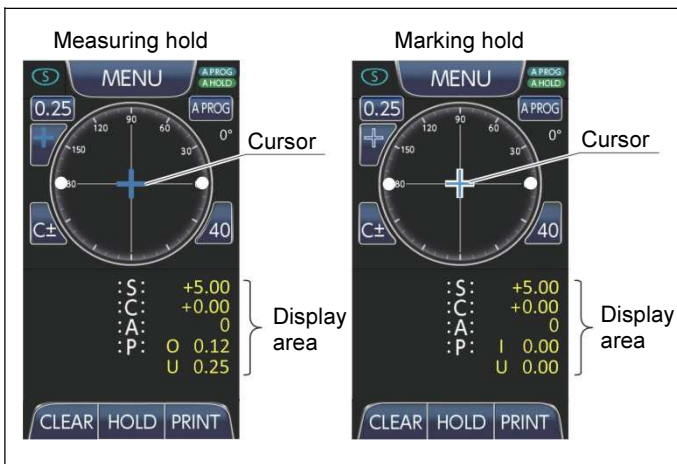 Measuring hold
S MENU A PROG
A HOLD
0.25 A PROG
150 120 90 60 30 0°
180
Cursor
C± 40
:S: +5.00
:C: +0.00
:A: 0
:P: O 0.12
U 0.25
Display
area
CLEAR HOLD PRINT
Marking hold
S MENU A PROG
A HOLD
0.25 A PROG
150 120 90 60 30 0°
180
Cursor
C± 40
:S: +5.00
:C: +0.00
:A: 0
:P: I 0.00
U 0.00
Display
area
CLEAR HOLD PRINT